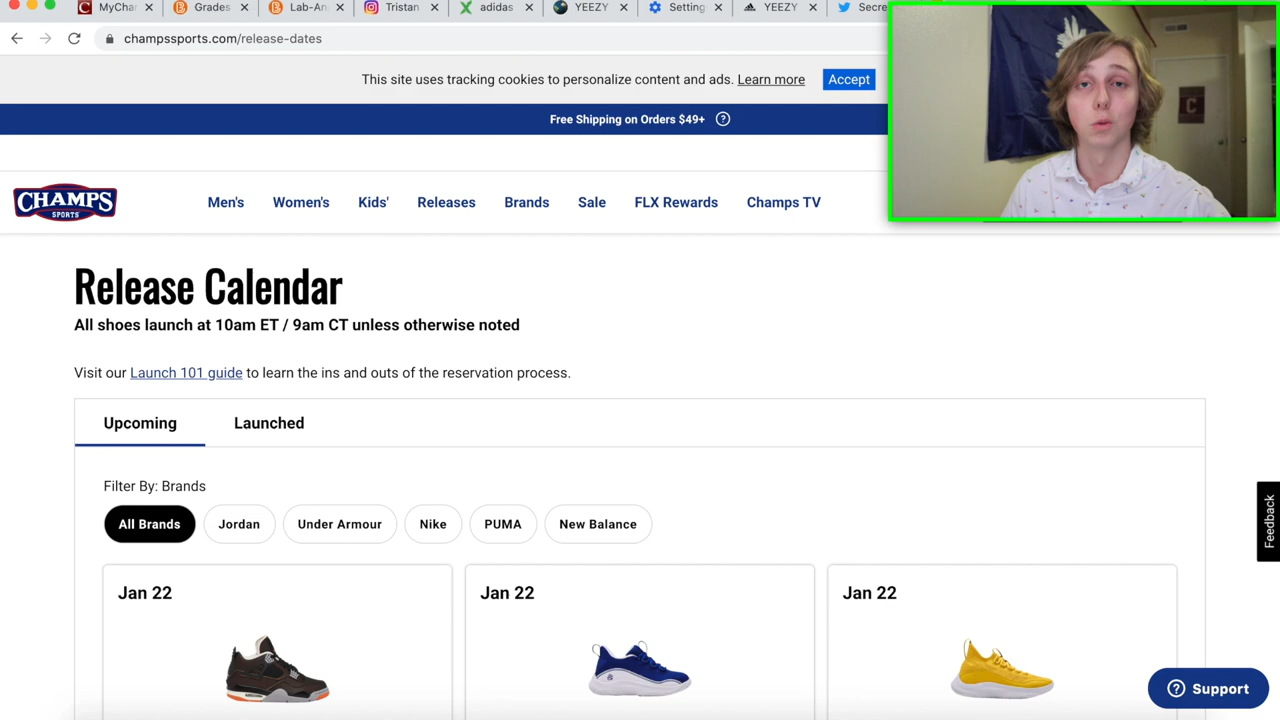 MyChar
Grades
Lab-An
Tristan
adidas
YEEZY
Setting
YEEZY
Secre
champssports.com/release-dates
This site uses tracking cookies to personalize content and ads. Learn more
Accept
Free Shipping on Orders $49+ ?
CHAMPS
SPORTS
Men's
Women's
Kids'
Releases
Brands
Sale
FLX Rewards
Champs TV
C
Release Calendar
All shoes launch at 10am ET / 9am CT unless otherwise noted
Visit our Launch 101 guide to learn the ins and outs of the reservation process.
Upcoming
Launched
Filter By: Brands
All Brands
Jordan
Under Armour
Nike
PUMA
New Balance
Feedback
Jan 22
Jan 22
Jan 22
? Support